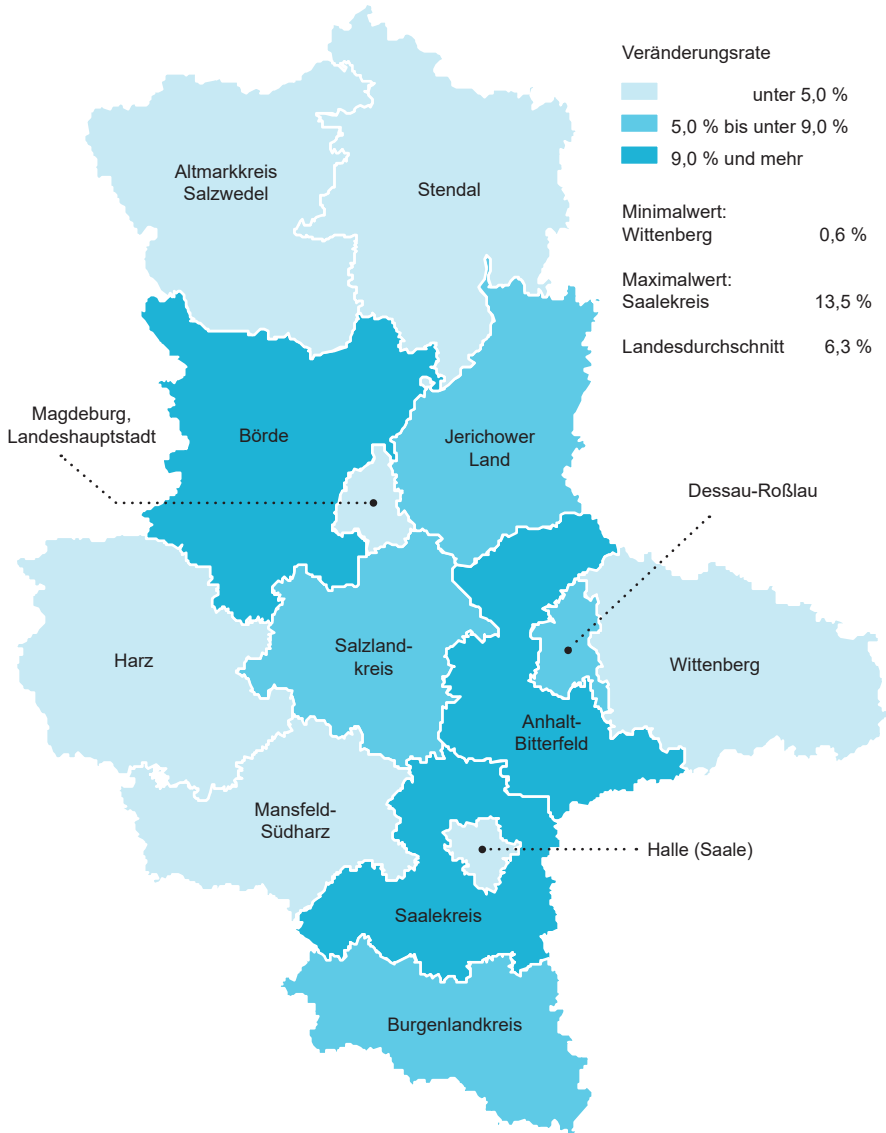 Veränderungsrate
unter 5,0 %
5,0 % bis unter 9,0 %
9,0 % und mehr
Minimalwert:
Wittenberg 0,6 %
Maximalwert:
Saalekreis 13,5 %
Landesdurchschnitt 6,3 %
Altmarkkreis
Salzwedel
Stendal
Magdeburg,
Landeshauptstadt
Börde
Jerichower
Land
Dessau-Roßlau
Harz
Salzland-
kreis
Wittenberg
Anhalt-
Bitterfeld
Mansfeld-
Südharz
Halle (Saale)
Saalekreis
Burgenlandkreis